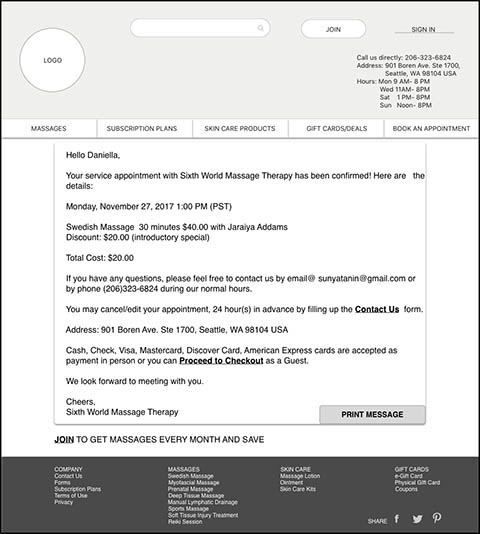 LOGO
JOIN
SIGN IN
Call us directly: 206-323-6824
Address: 901 Boren Ave. Ste 1700,
Seattle, WA 98104 USA
Hours: Mon 9 AM- 8 PM
Wed 11AM- 8PM
Sat 1 PM- 8PM
Sun Noon- 8PM
MASSAGES
SUBSCRIPTION PLANS
SKIN CARE PRODUCTS
GIFT CARDS/DEALS
BOOK AN APPOINTMENT
Hello Daniella,
Your service appointment with Sixth World Massage Therapy has been confirmed! Here are the
details:
Monday, November 27, 2017 1:00 PM (PST)
Swedish Massage 30 minutes $40.00 with Jaraiya Addams
Discount: $20.00 (introductory special)
Total Cost: $20.00
If you have any questions, please feel free to contact us by email@ sunyatanin@gmail.com or
by phone (206)323-6824 during our normal hours.
You may cancel/edit your appointment, 24 hour(s) in advance by filling up the Contact Us form.
Address: 901 Boren Ave. Ste 1700, Seattle, WA 98104 USA
Cash, Check, Visa, Mastercard, Discover Card, American Express cards are accepted as
payment in person or you can Proceed to Checkout as a Guest.
We look forward to meeting with you.
Cheers,
Sixth World Massage Therapy
PRINT MESSAGE
JOIN TO GET MASSAGES EVERY MONTH AND SAVE
COMPANY
Contact Us
Forms
Subscription Plans
Terms of Use
Privacy
MASSAGES
Swedish Massage
Myofascial Massage
Prenatal Massage
Deep Tissue Massage
Manual Lymphatic Drainage
Sports Massage
Soft Tissue Injury Treatment
Reiki Session
SKIN CARE
Massage Lotion
Ointment
Skin Care Kits
GIFT CARDS
e-Gift Card
Physical Gift Card
Coupons
SHARE